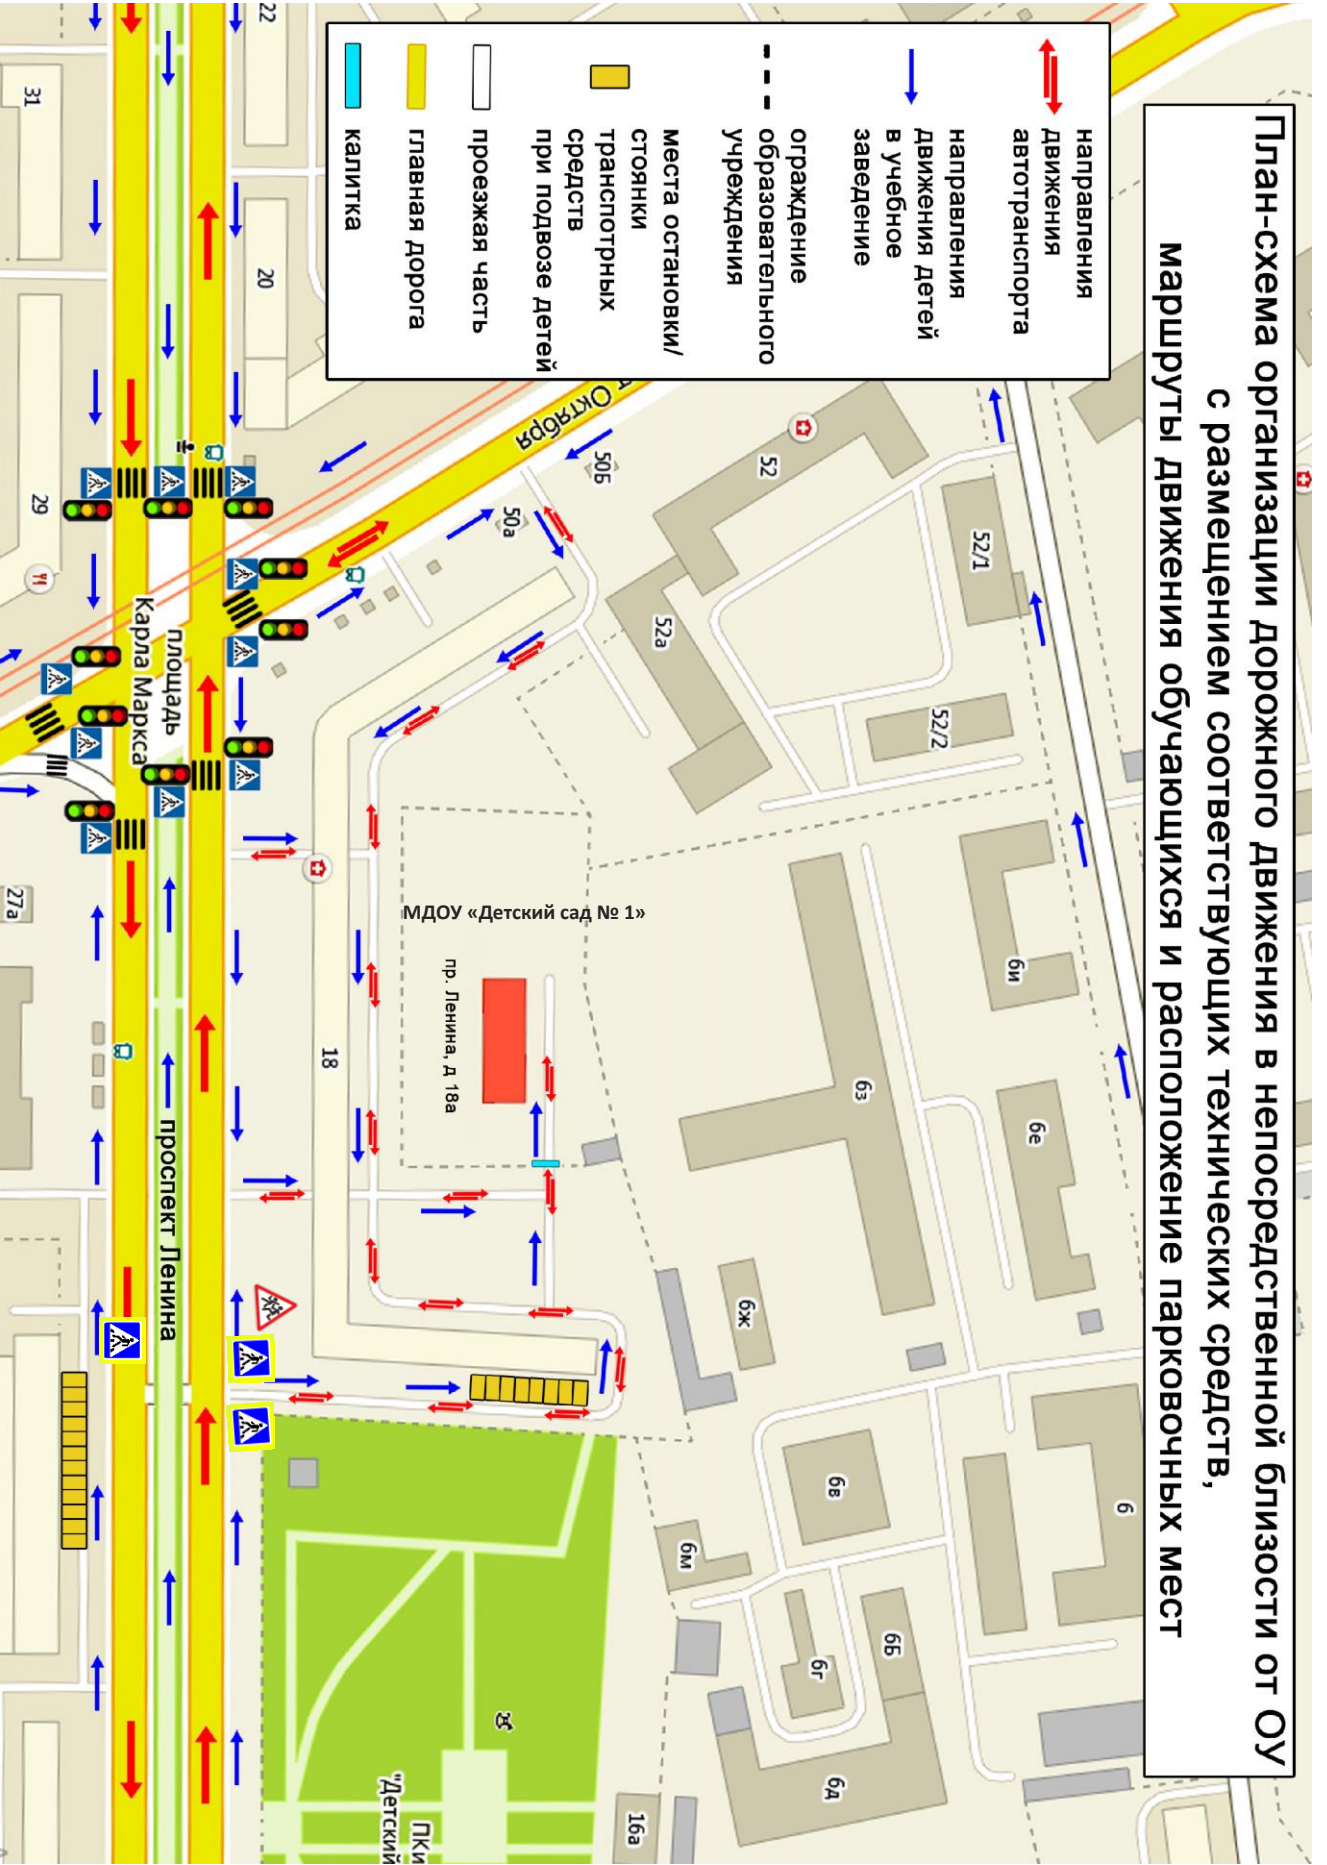 План-схема организации дорожного движения в непосредственной близости от ОУ
с размещением соответствующих технических средств,
маршруты движения обучающихся и расположение парковочных мест
направления
движения
автотранспорта
направления
движения детей
в учебное
заведение
ограждение
образовательного
учреждения
места остановки/
стоянки
транспотрных
средств
при подвозе детей
проезжая часть
главная дорога
калитка
Октября
52
50Б
50а
52/1
52а
52/2
6и
6е
6з
6ж
6
6в
6м
6Б
6г
6д
16а
МДОУ «Детский сад № 1»
пр. Ленина, д 18а
18
22
20
31
29
27а
площадь
Карла Маркса
проспект Ленина
ПКи
"Детский